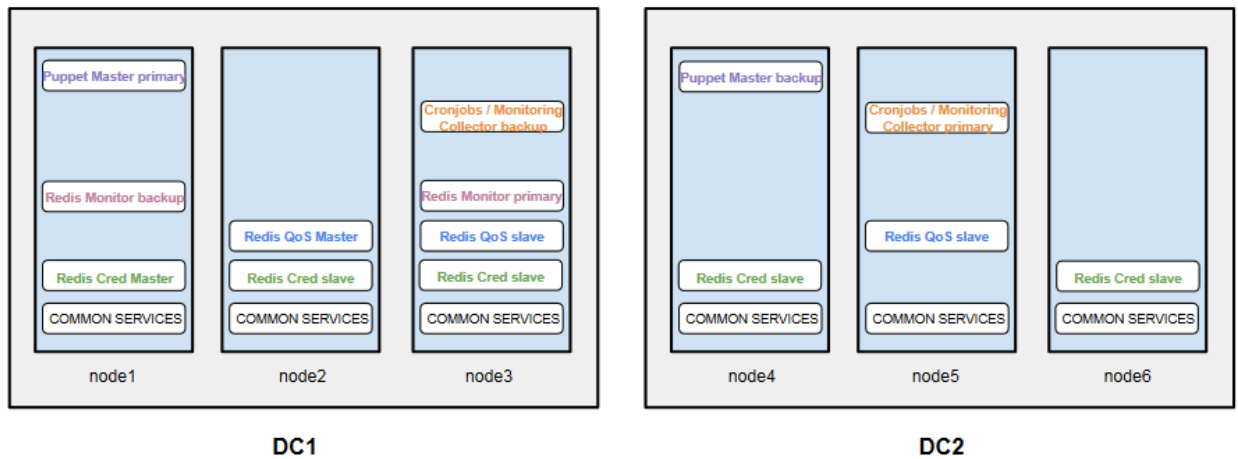 Puppet Master primary
Redis Monitor backup
Redis Cred Master
COMMON SERVICES
node1
Redis QoS Master
Redis Cred slave
COMMON SERVICES
node2
Cronjobs / Monitoring
Collector backup
Redis Monitor primary
Redis QoS slave
Redis Cred slave
COMMON SERVICES
node3
DC1
Puppet Master backup
Redis Cred slave
COMMON SERVICES
node4
Cronjobs / Monitoring
Collector primary
Redis QoS slave
COMMON SERVICES
node5
Redis Cred slave
COMMON SERVICES
node6
DC2